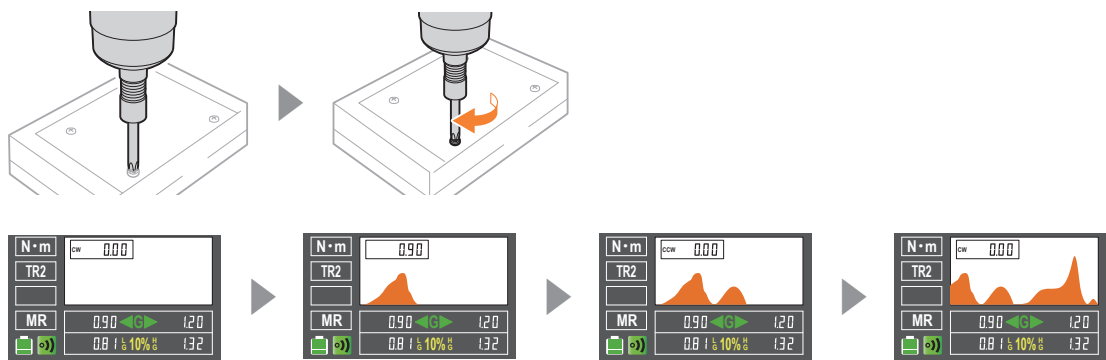 N・m CW 0.00
TR2
MR 0.90 G 1.20
0.81 L G 10% H G 1.32
N・m 0.90
TR2
MR 0.90 G 1.20
0.81 L G 10% H G 1.32
N・m CCW 0.00
TR2
MR 0.90 G 1.20
0.81 L G 10% H G 1.32
N・m CW 0.00
TR2
MR 0.90 G 1.20
0.81 L G 10% H G 1.32